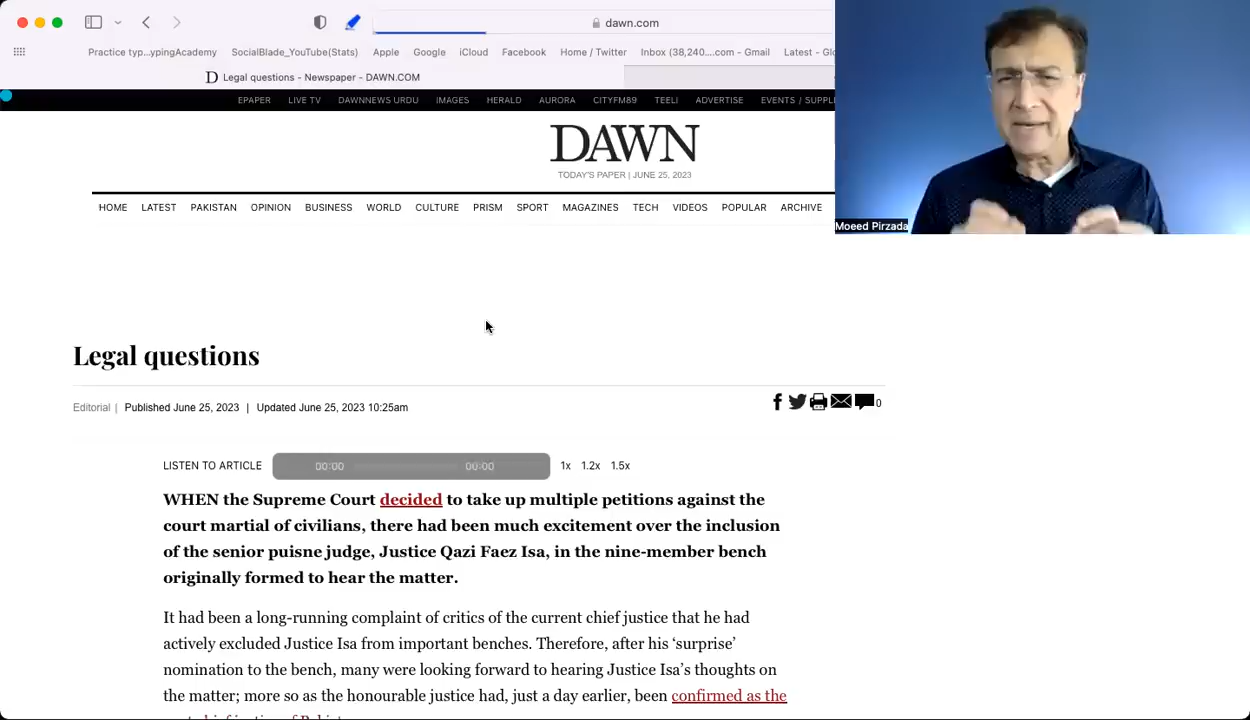 dawn.com
Practice typ...ypingAcademy SocialBlade_YouTube(Stats) Apple Google iCloud Facebook Home / Twitter Inbox (38,240....com - Gmail Latest - Glo
D Legal questions - Newspaper - DAWN.COM
EPAPER LIVE TV DAWNNEWS URDU IMAGES HERALD AURORA CITYFM89 TEELI ADVERTISE EVENTS / SUPPL
DAWN
TODAY'S PAPER | JUNE 25, 2023
HOME LATEST PAKISTAN OPINION BUSINESS WORLD CULTURE PRISM SPORT MAGAZINES TECH VIDEOS POPULAR ARCHIVE
Moeed Pirzada
Legal questions
Editorial | Published June 25, 2023 | Updated June 25, 2023 10:25am
0
LISTEN TO ARTICLE 00:00 00:00 1x 1.2x 1.5x
WHEN the Supreme Court decided to take up multiple petitions against the
court martial of civilians, there had been much excitement over the inclusion
of the senior puisne judge, Justice Qazi Faez Isa, in the nine-member bench
originally formed to hear the matter.
It had been a long-running complaint of critics of the current chief justice that he had
actively excluded Justice Isa from important benches. Therefore, after his ‘surprise’
nomination to the bench, many were looking forward to hearing Justice Isa’s thoughts on
the matter; more so as the honourable justice had, just a day earlier, been confirmed as the